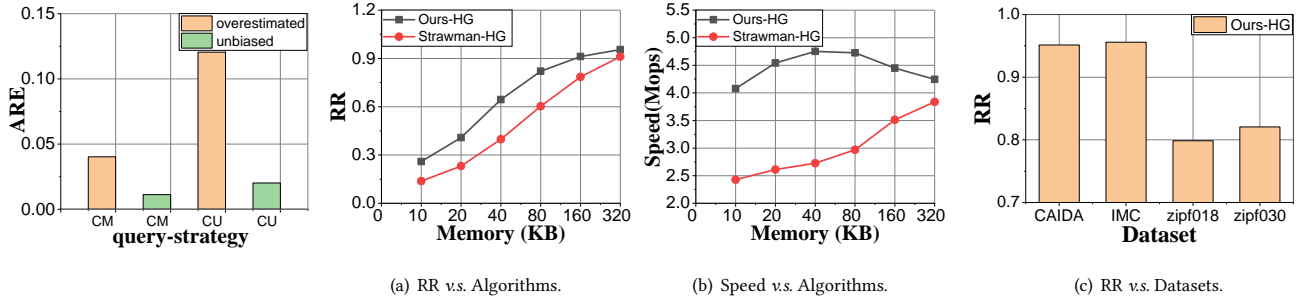 overestimated
unbiased
0.15
0.10
0.05
0.00
ARE
CM CM CU CU
query-strategy
Ours-HG
Strawman-HG
1.2
0.9
0.6
0.3
RR
0 10 20 40 80 160 320
Memory (KB)
(a) RR v.s. Algorithms.
Ours-HG
Strawman-HG
5.5
5.0
4.5
4.0
3.5
3.0
2.5
2.0
Speed(Mops)
0 10 20 40 80 160 320
Memory (KB)
(b) Speed v.s. Algorithms.
Ours-HG
1.0
0.9
0.8
0.7
RR
CAIDA IMC zipf018 zipf030
Dataset
(c) RR v.s. Datasets.